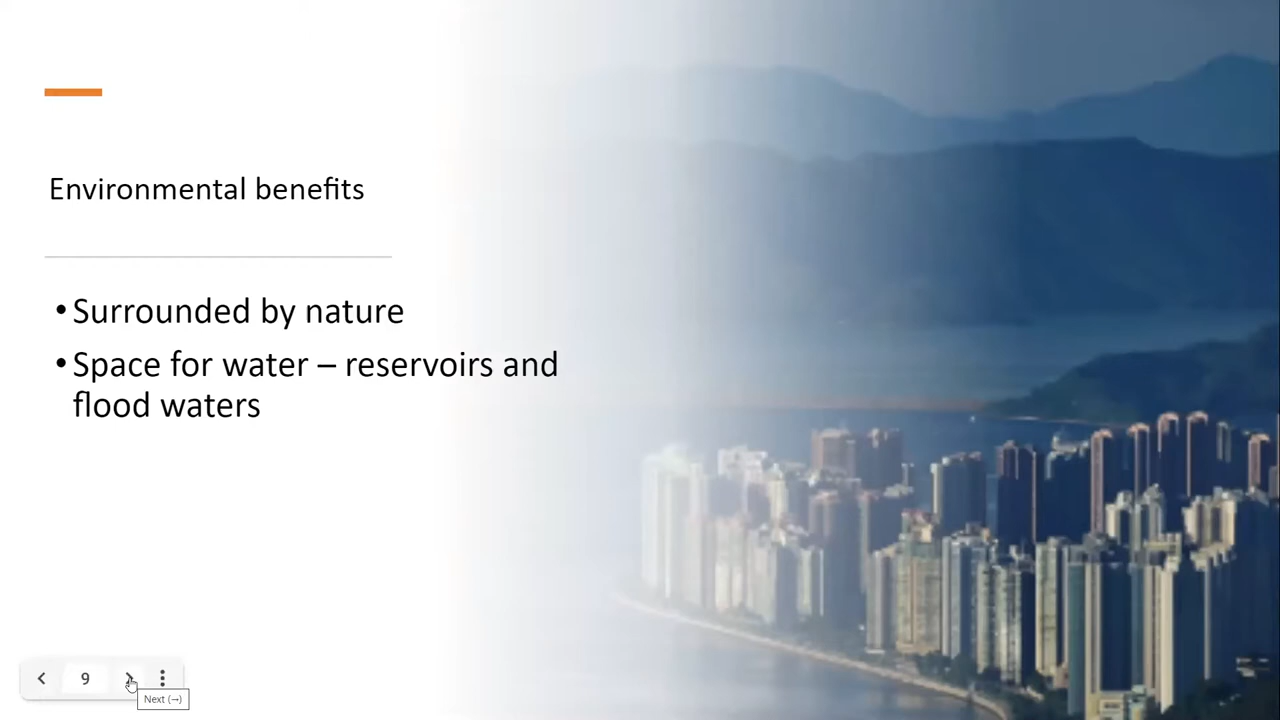 Environmental benefits
• Surrounded by nature
• Space for water – reservoirs and
flood waters
9
Next (→)